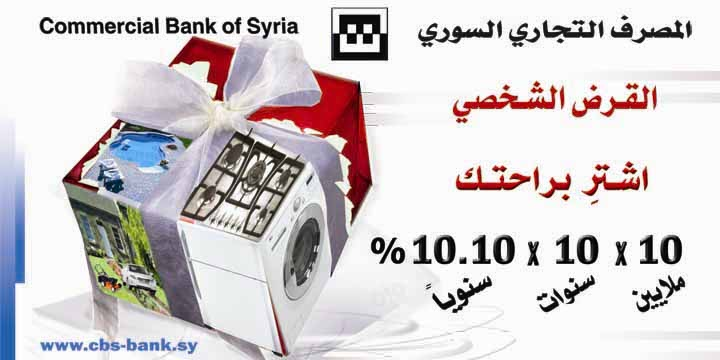 Commercial Bank of Syria
المصرف التجاري السوري
القرض الشخصي
اشترِ براحتك
10 x 10 x 10.10 %
ملايين سنوات سنوياً
www.cbs-bank.sy